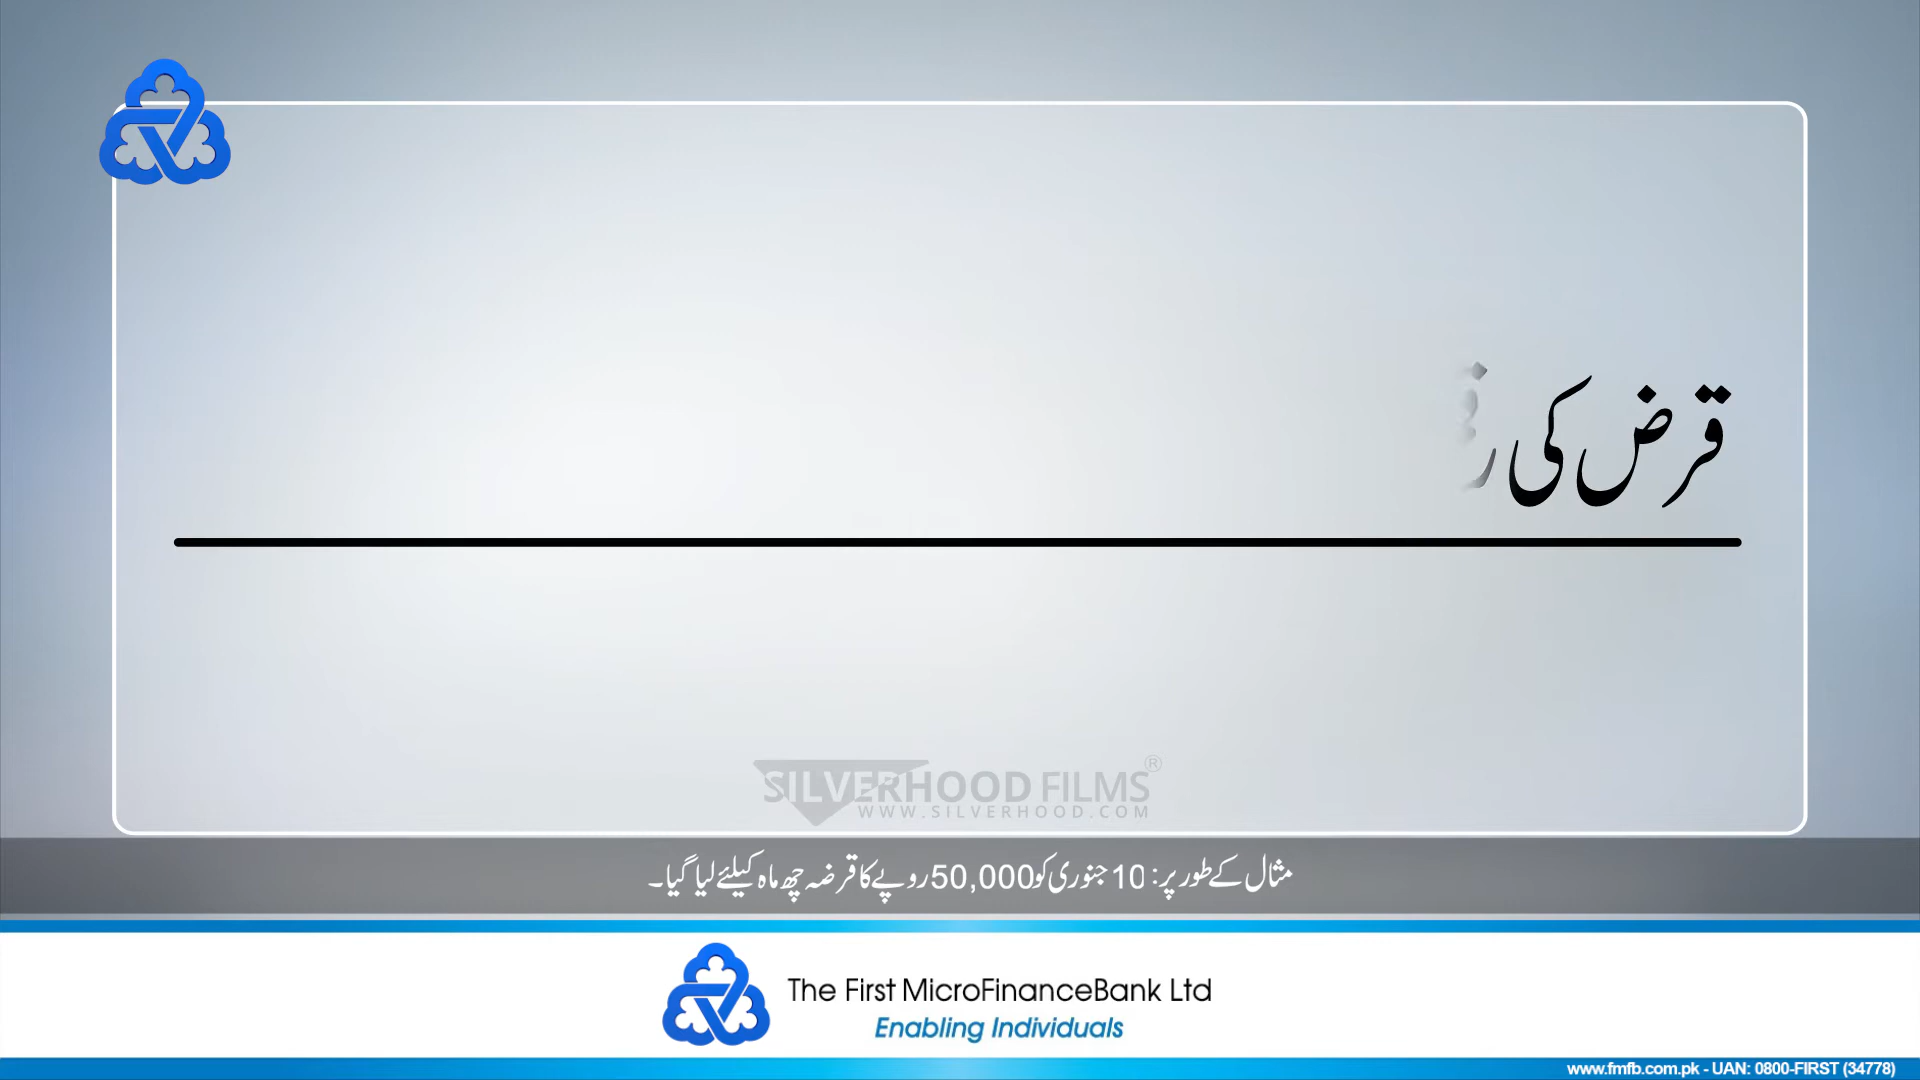 قرض کی
SILVERHOOD FILMS®
WWW.SILVERHOOD.COM
مثال کے طور پر: 10 جنوری کو 50,000 روپے کا قرضہ چھ ماہ کیلئے لیا گیا۔
The First MicroFinanceBank Ltd
Enabling Individuals
www.fmfb.com.pk - UAN: 0800-FIRST (34778)